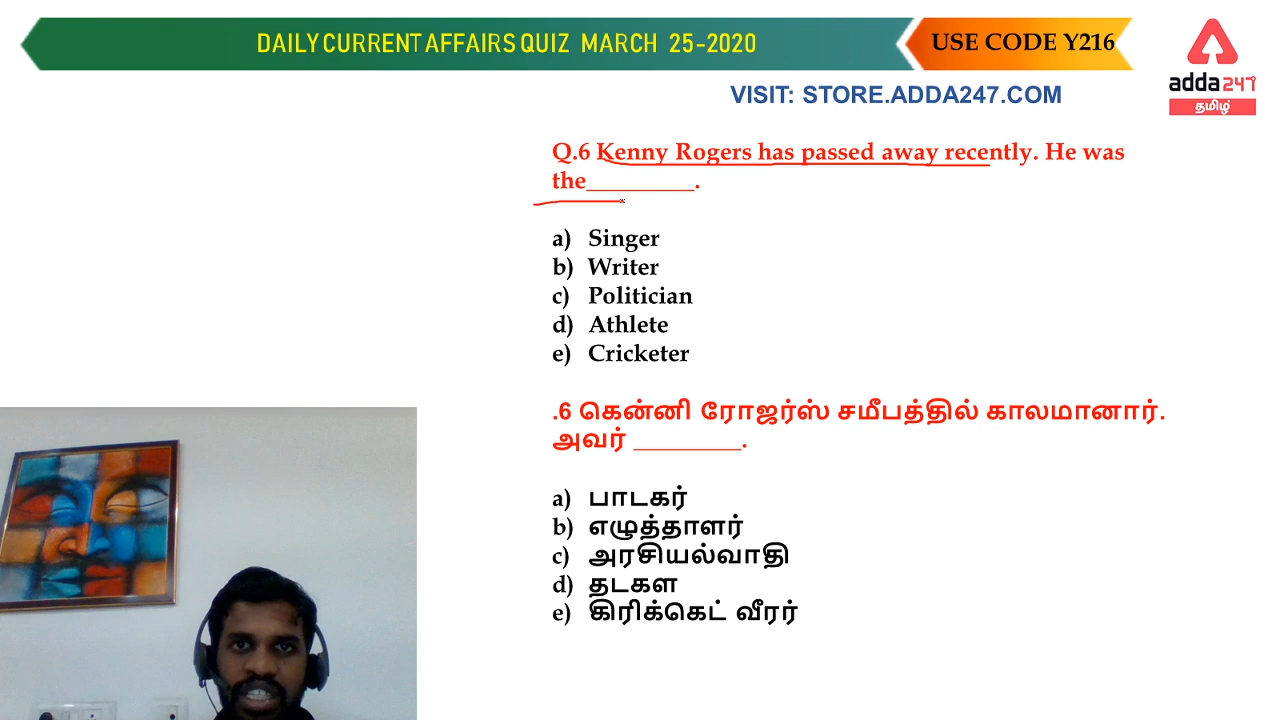 DAILY CURRENT AFFAIRS QUIZ MARCH 25-2020
USE CODE Y216
adda247
தமிழ்
VISIT: STORE.ADDA247.COM
Q.6 Kenny Rogers has passed away recently. He was
the_________.
a) Singer
b) Writer
c) Politician
d) Athlete
e) Cricketer
.6 கென்னி ரோஜர்ஸ் சமீபத்தில் காலமானார்.
அவர் _________.
a) பாடகர்
b) எழுத்தாளர்
c) அரசியல்வாதி
d) தடகள
e) கிரிக்கெட் வீரர்